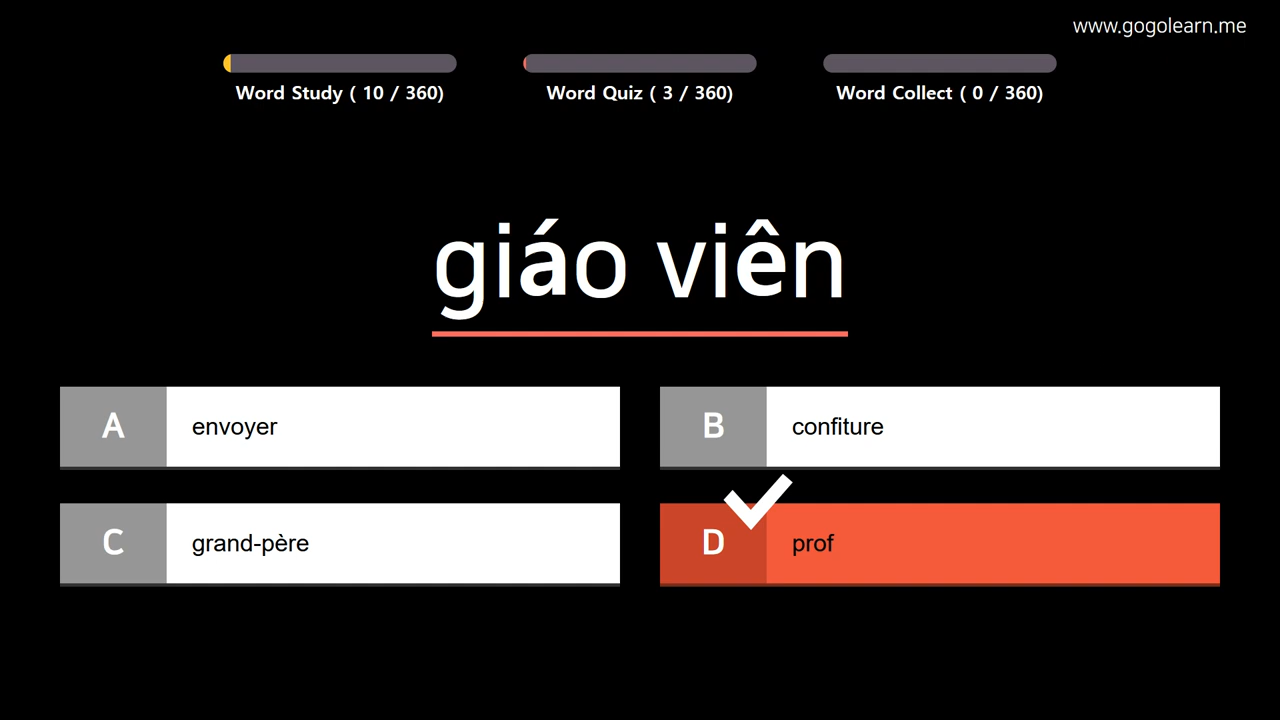 www.gogolearn.me
Word Study ( 10 / 360)
Word Quiz ( 3 / 360)
Word Collect ( 0 / 360)
giáo viên
A envoyer
B confiture
C grand-père
D prof